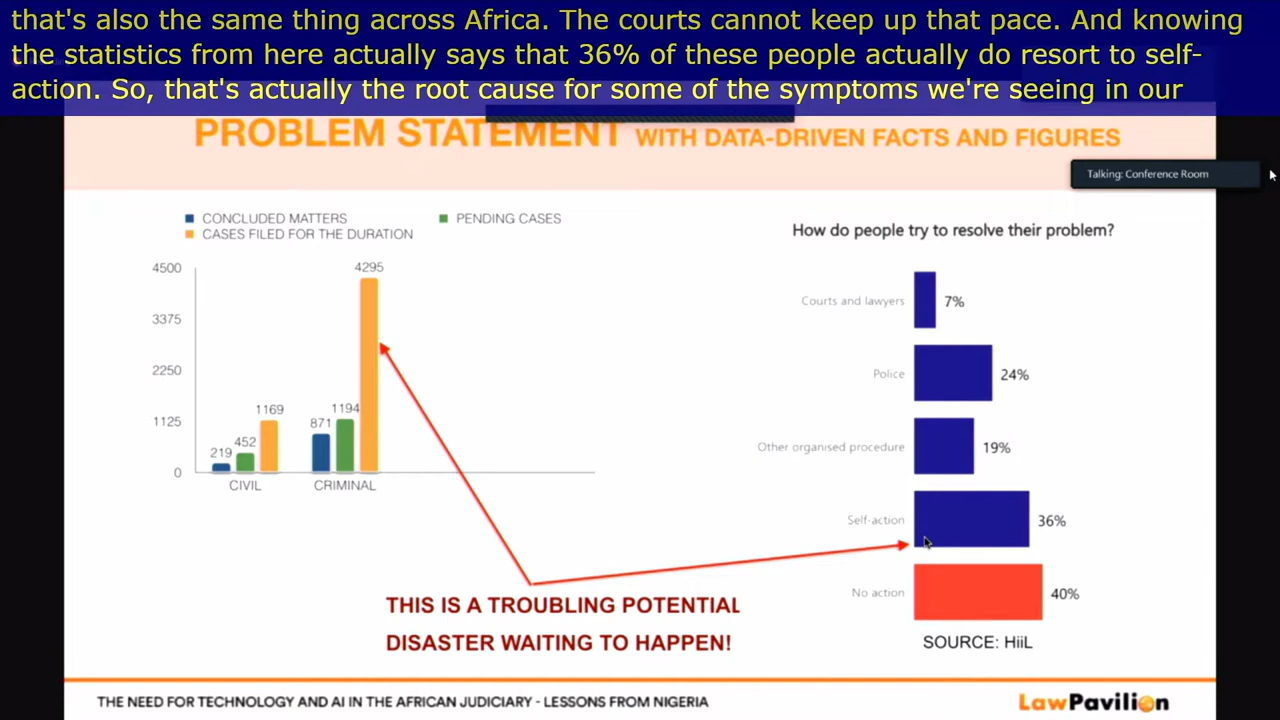 that's also the same thing across Africa. The courts cannot keep up that pace. And knowing
the statistics from here actually says that 36% of these people actually do resort to self-
action. So, that's actually the root cause for some of the symptoms we're seeing in our
PROBLEM STATEMENT WITH DATA-DRIVEN FACTS AND FIGURES
Talking: Conference Room
CONCLUDED MATTERS
PENDING CASES
CASES FILED FOR THE DURATION
4500
3375
2250
1125
0
219
452
1169
871
1194
4295
CIVIL
CRIMINAL
How do people try to resolve their problem?
Courts and lawyers 7%
Police 24%
Other organised procedure 19%
Self-action 36%
No action 40%
SOURCE: HiiL
THIS IS A TROUBLING POTENTIAL
DISASTER WAITING TO HAPPEN!
THE NEED FOR TECHNOLOGY AND AI IN THE AFRICAN JUDICIARY - LESSONS FROM NIGERIA
LawPavilion